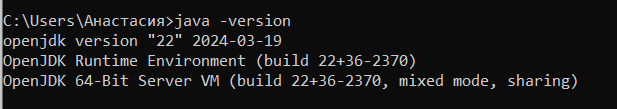 C:\Users\Анастасия>java -version
openjdk version "22" 2024-03-19
OpenJDK Runtime Environment (build 22+36-2370)
OpenJDK 64-Bit Server VM (build 22+36-2370, mixed mode, sharing)